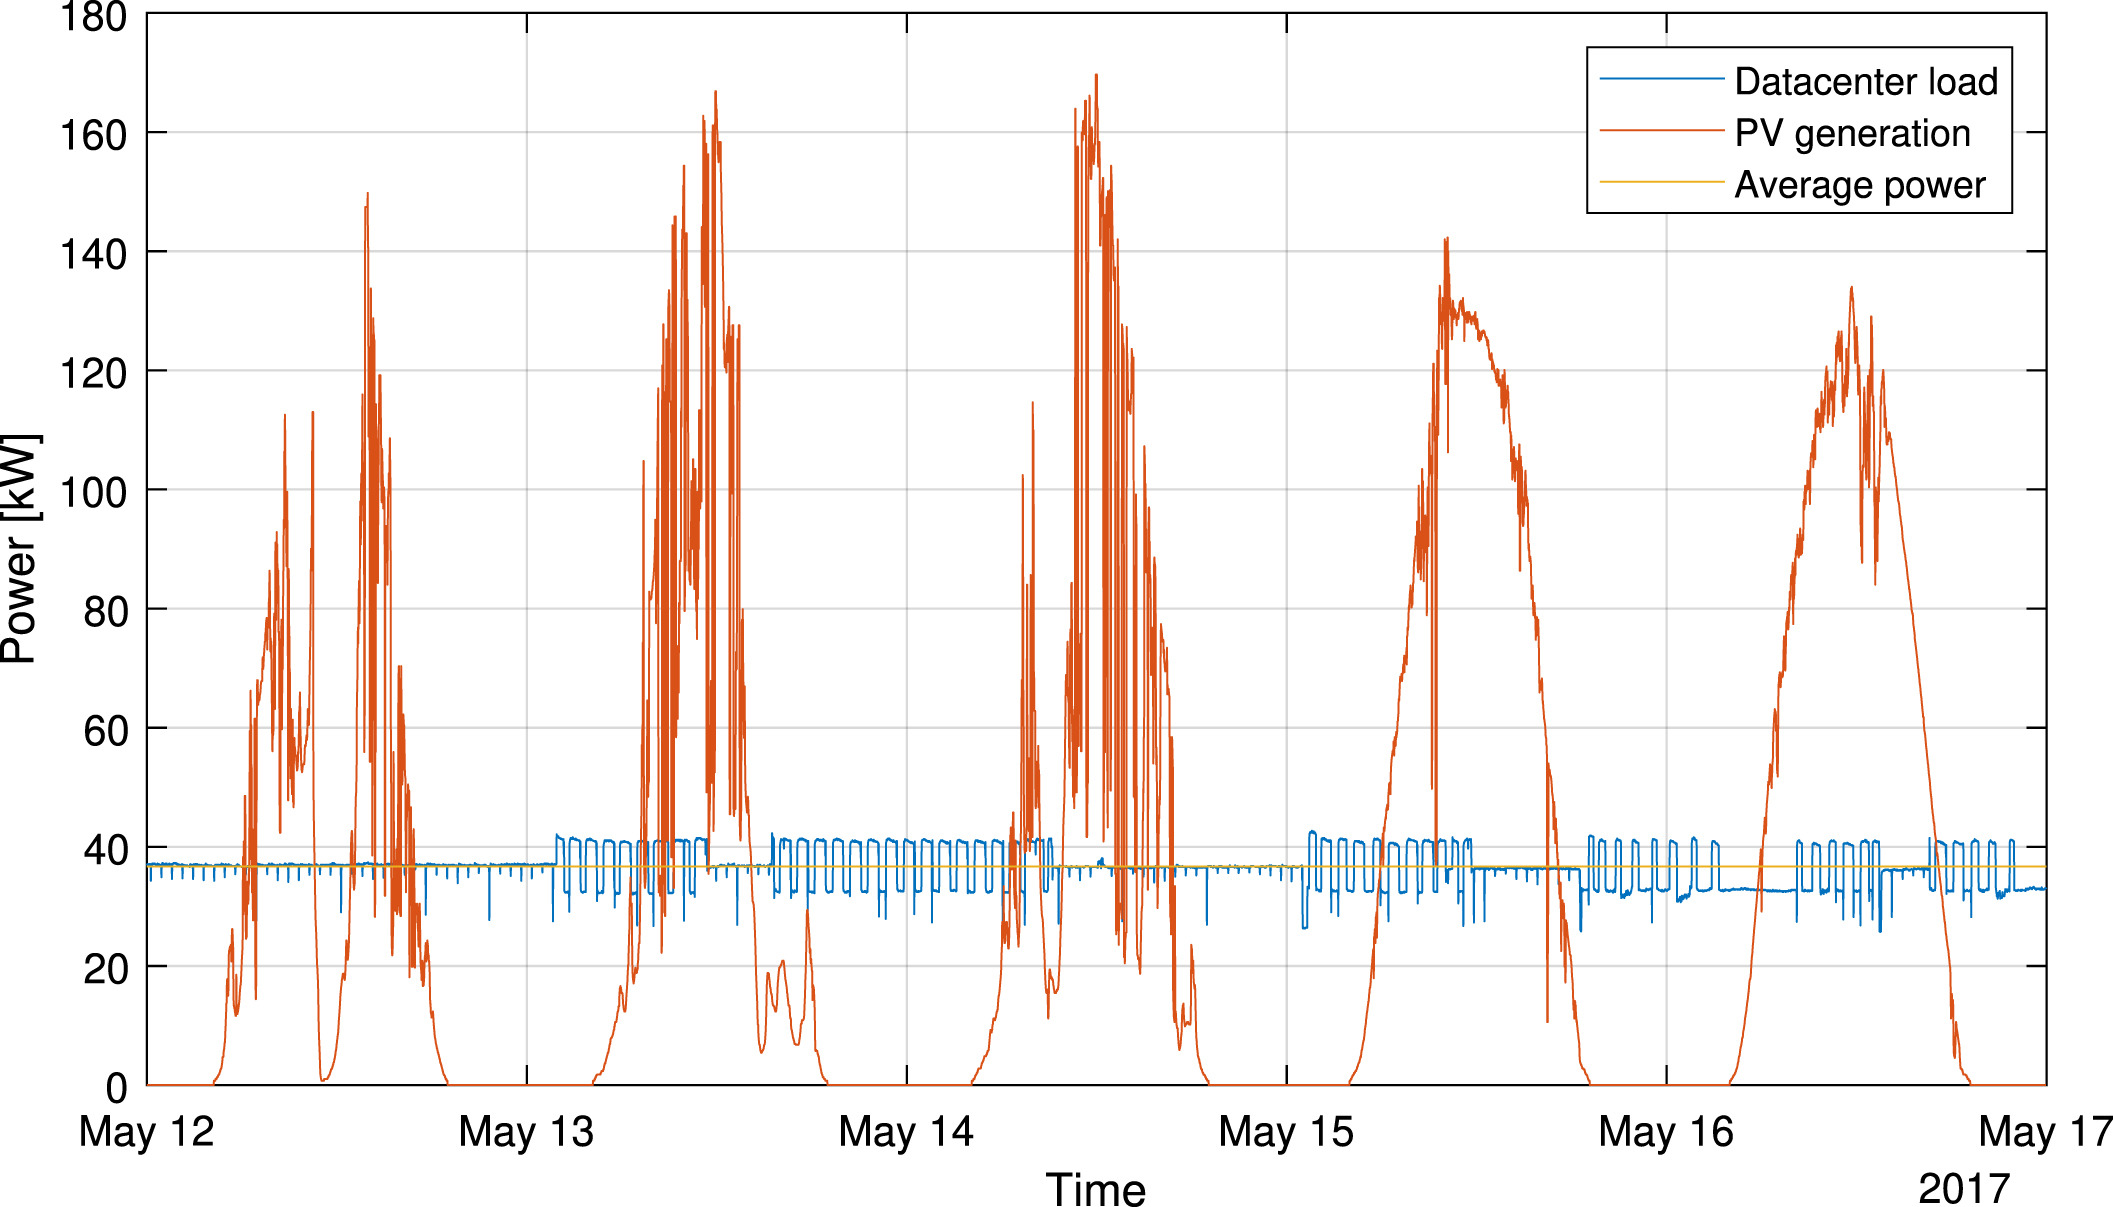 180
160
140
120
100
80
60
40
20
0
Power [kW]
Datacenter load
PV generation
Average power
May 12 May 13 May 14 May 15 May 16 May 17
Time
2017